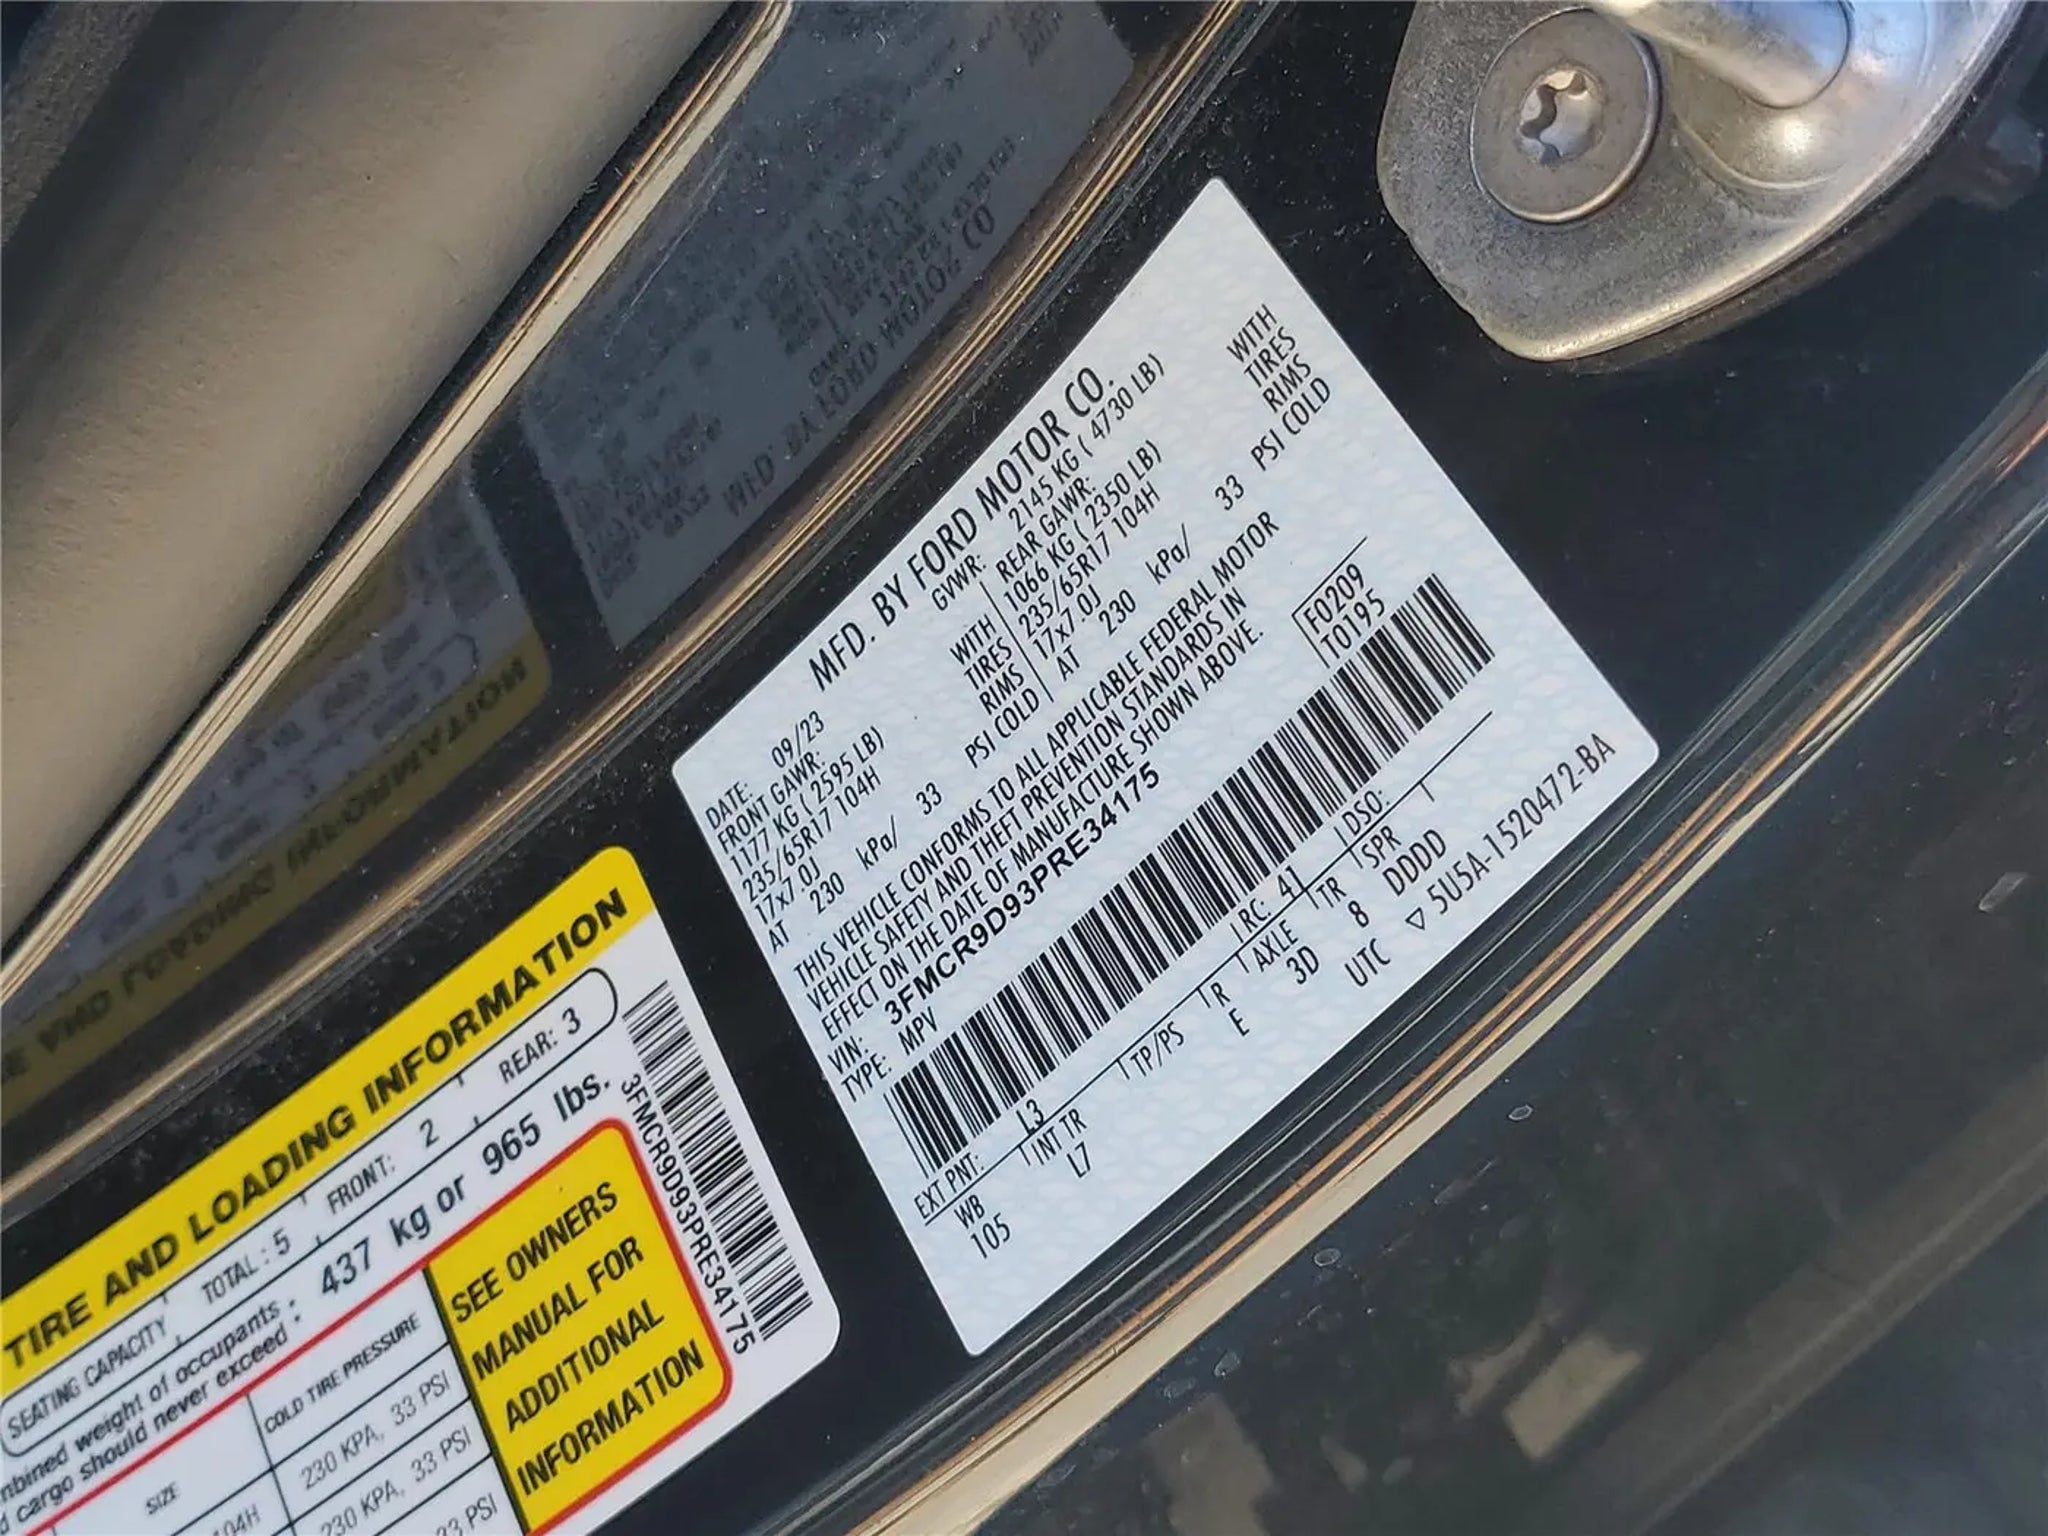 MFD. BY FORD MOTOR CO.
DATE: 09/23 GVWR: 2145 KG ( 4730 LB)
FRONT GAWR: REAR GAWR:
1177 KG ( 2595 LB) WITH 1066 KG ( 2350 LB) WITH
235/65R17 104H TIRES 235/65R17 104H TIRES
17x7.0J RIMS 17x7.0J RIMS
AT 230 kPa/ 33 PSI COLD AT 230 kPa/ 33 PSI COLD
THIS VEHICLE CONFORMS TO ALL APPLICABLE FEDERAL MOTOR
VEHICLE SAFETY AND THEFT PREVENTION STANDARDS IN
EFFECT ON THE DATE OF MANUFACTURE SHOWN ABOVE.
VIN: 3FMCR9D93PRE34175 F0209
TYPE: MPV T0195
EXT PNT: L3 RC: 41 DSO:
WB INT TR TP/PS R AXLE TR SPR
105 L7 E 3D 8 DDDD
UTC ▽ 5U5A-1520472-BA
TIRE AND LOADING INFORMATION
SEATING CAPACITY TOTAL: 5 FRONT: 2 REAR: 3
weight of occupants : 437 kg or 965 lbs.
cargo should never exceed :
SIZE COLD TIRE PRESSURE
104H 230 KPA, 33 PSI
230 KPA, 33 PSI
33 PSI
SEE OWNERS
MANUAL FOR
ADDITIONAL
INFORMATION
3FMCR9D93PRE34175